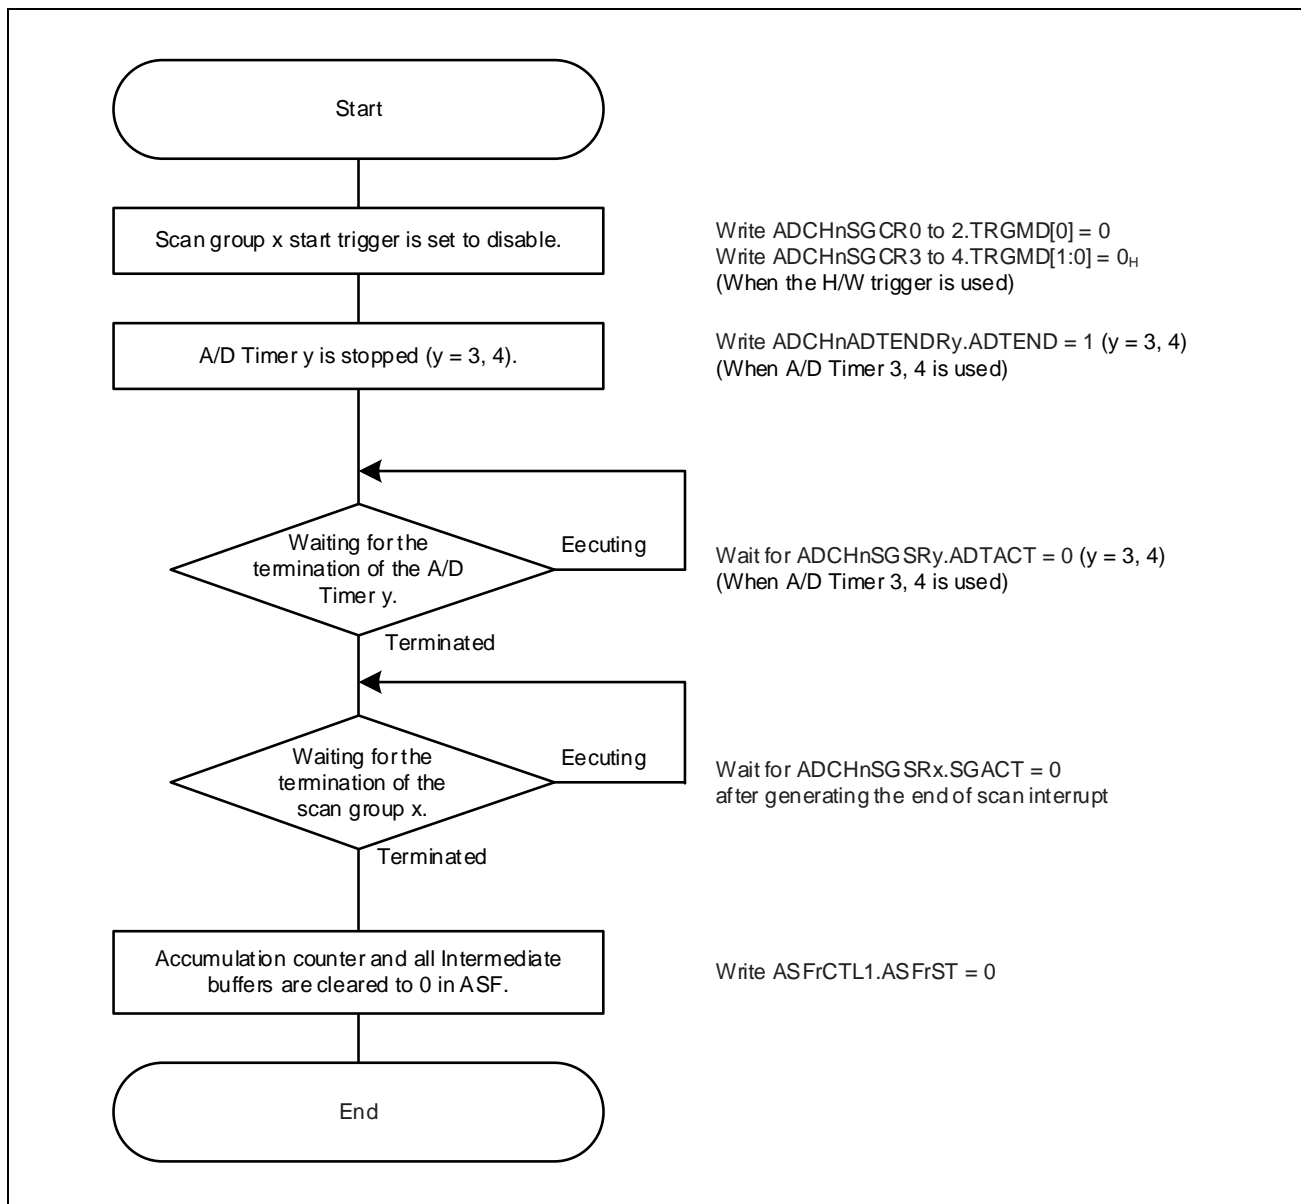 Start
Scan group x start trigger is set to disable.
Write ADCHnSGCR0 to 2.TRGMD[0] = 0
Write ADCHnSGCR3 to 4.TRGMD[1:0] = 0H
(When the H/W trigger is used)
A/D Timer y is stopped (y = 3, 4).
Write ADCHnADTENDRy.ADTEND = 1 (y = 3, 4)
(When A/D Timer 3, 4 is used)
Waiting for the
termination of the A/D
Timer y.
Eecuting
Wait for ADCHnSGSRy.ADTACT = 0 (y = 3, 4)
(When A/D Timer 3, 4 is used)
Terminated
Waiting for the
termination of the
scan group x.
Eecuting
Wait for ADCHnSGSRx.SGACT = 0
after generating the end of scan interrupt
Terminated
Accumulation counter and all Intermediate
buffers are cleared to 0 in ASF.
Write ASFrCTL1.ASFrST = 0
End